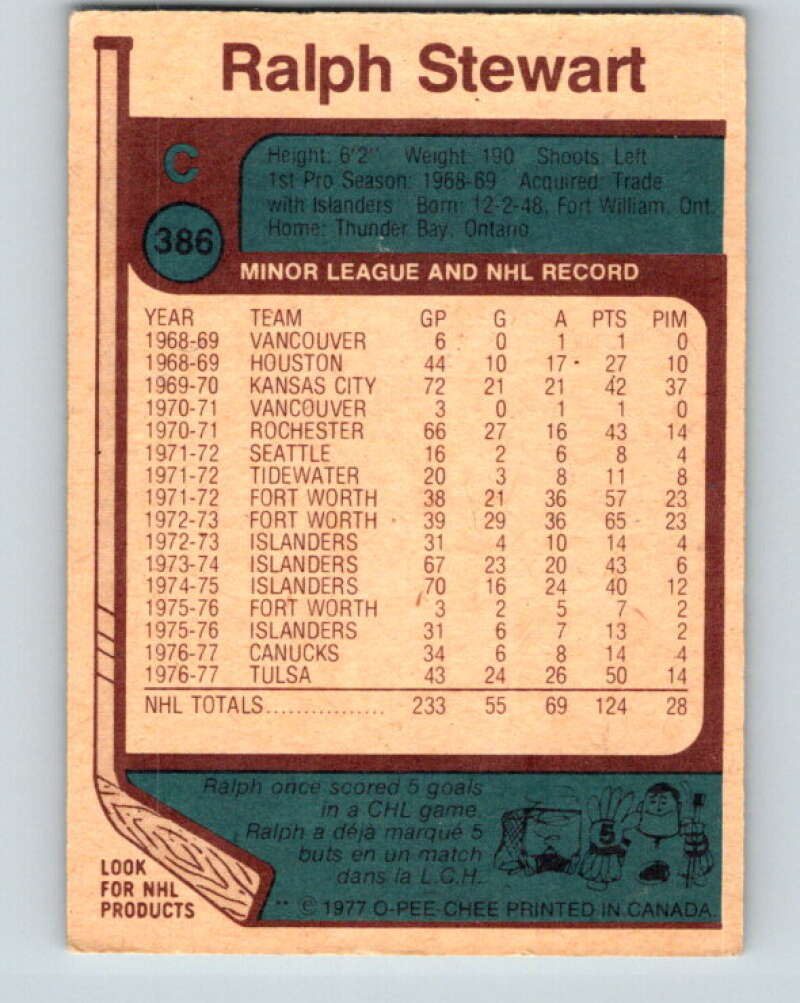 Ralph Stewart
C
Height: 6'2" Weight: 190 Shoots: Left
1st Pro Season: 1968-69 Acquired: Trade
with Islanders Born: 12-2-48, Fort William, Ont.
Home: Thunder Bay, Ontario
386
MINOR LEAGUE AND NHL RECORD
YEAR TEAM GP G A PTS PIM
1968-69 VANCOUVER 6 0 1 1 0
1968-69 HOUSTON 44 10 17 27 10
1969-70 KANSAS CITY 72 21 21 42 37
1970-71 VANCOUVER 3 0 1 1 0
1970-71 ROCHESTER 66 27 16 43 14
1971-72 SEATTLE 16 2 6 8 4
1971-72 TIDEWATER 20 3 8 11 8
1971-72 FORT WORTH 38 21 36 57 23
1972-73 FORT WORTH 39 29 36 65 23
1972-73 ISLANDERS 31 4 10 14 4
1973-74 ISLANDERS 67 23 20 43 6
1974-75 ISLANDERS 70 16 24 40 12
1975-76 FORT WORTH 3 2 5 7 2
1975-76 ISLANDERS 31 6 7 13 2
1976-77 CANUCKS 34 6 8 14 4
1976-77 TULSA 43 24 26 50 14
NHL TOTALS................ 233 55 69 124 28
Ralph once scored 5 goals
in a CHL game
Ralph a déja marqué 5
buts en un match
dans la L.C.H.
5
LOOK
FOR NHL
PRODUCTS
** © 1977 O-PEE-CHEE PRINTED IN CANADA